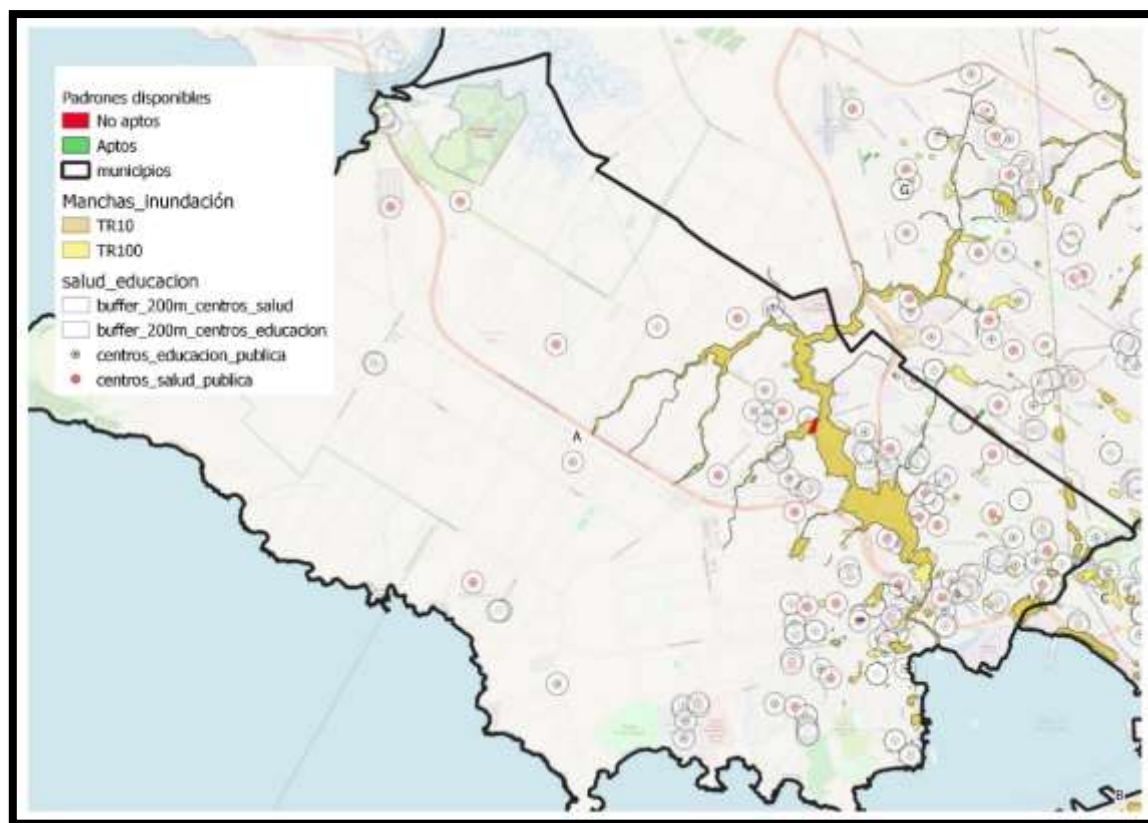 Padrones disponibles
No aptos
Aptos
municipios
Manchas_inundación
TR10
TR100
salud_educacion
buffer_200m_centros_salud
buffer_200m_centros_educacion
centros_educacion_publica
centros_salud_publica
G
A
C
B